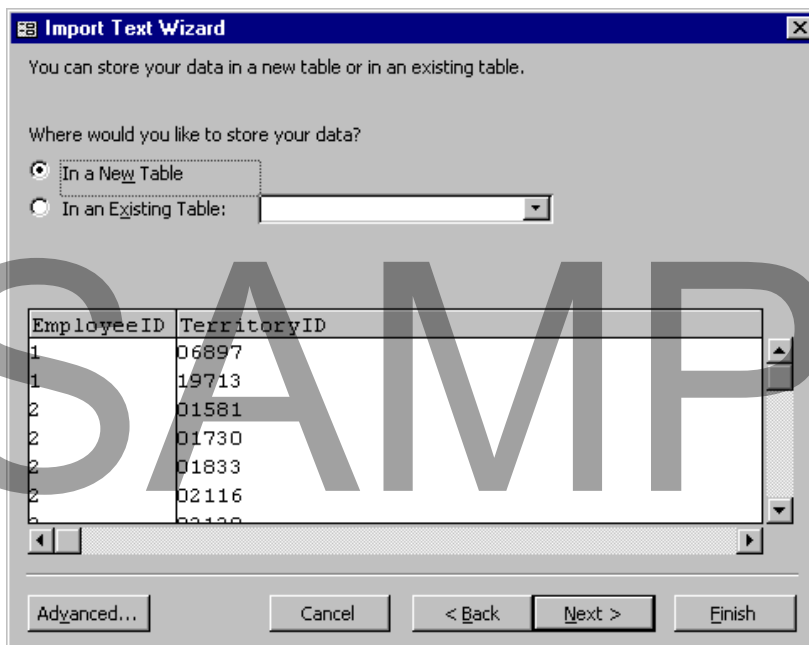 Import Text Wizard
You can store your data in a new table or in an existing table.
Where would you like to store your data?
In a New Table
In an Existing Table:
EmployeeID TerritoryID
1 06897
1 19713
2 01581
2 01730
2 01833
2 02116
Advanced... Cancel < Back Next > Finish
SAMP